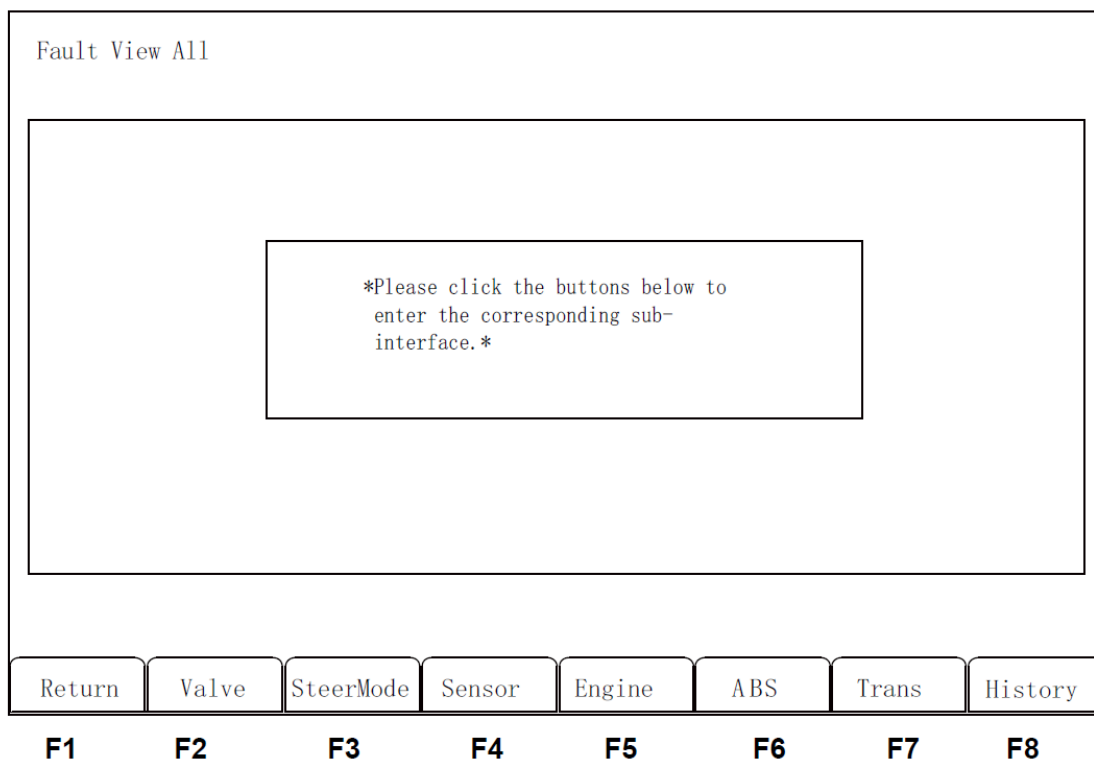 Fault View All
*Please click the buttons below to
enter the corresponding sub-
interface.*
Return Valve SteerMode Sensor Engine ABS Trans History
F1 F2 F3 F4 F5 F6 F7 F8